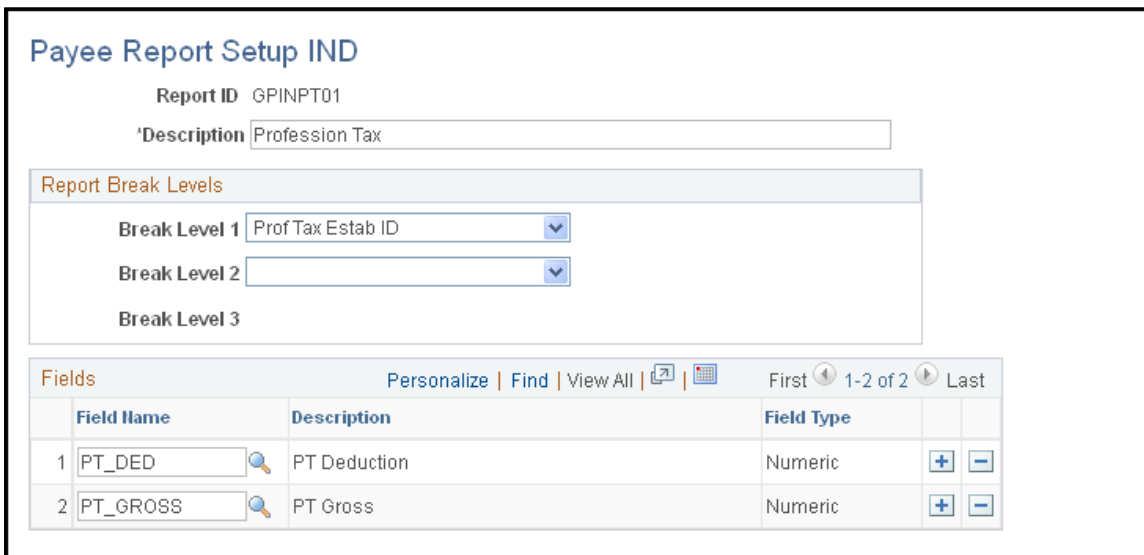 Payee Report Setup IND
Report ID GPINPT01
*Description Profession Tax
Report Break Levels
Break Level 1 Prof Tax Estab ID
Break Level 2
Break Level 3
Fields Personalize | Find | View All | | First 1-2 of 2 Last
Field Name Description Field Type
1 PT_DED PT Deduction Numeric
2 PT_GROSS PT Gross Numeric